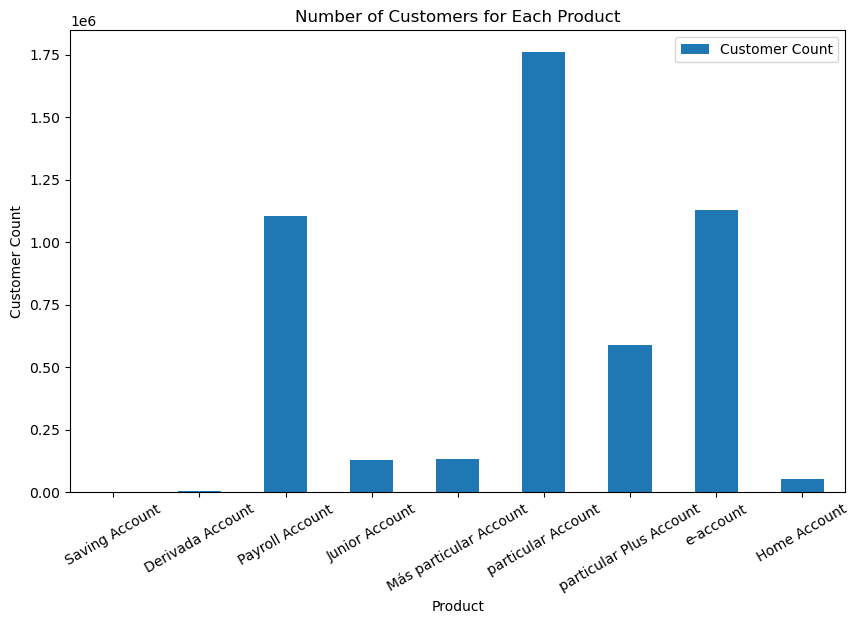 Number of Customers for Each Product
1e6
Customer Count
1.75
1.50
1.25
1.00
0.75
0.50
0.25
0.00
Customer Count
Saving Account
Derivada Account
Payroll Account
Junior Account
Más particular Account
particular Account
particular Plus Account
e-account
Home Account
Product